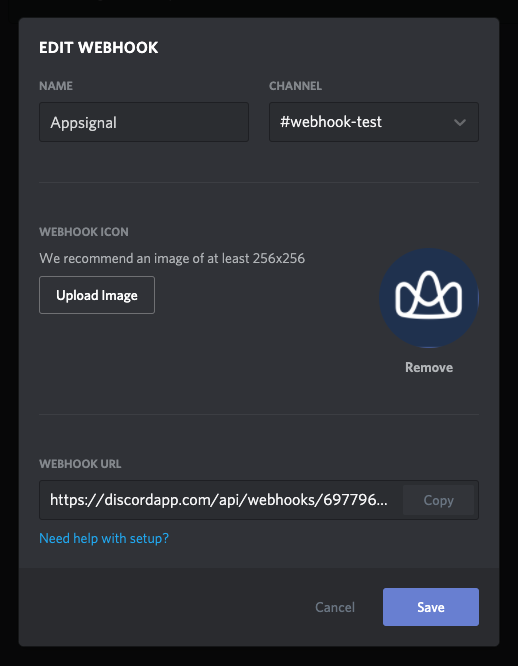 EDIT WEBHOOK
NAME
CHANNEL
Appsignal
#webhook-test
WEBHOOK ICON
We recommend an image of at least 256x256
Upload Image
Remove
WEBHOOK URL
https://discordapp.com/api/webhooks/697796...
Copy
Need help with setup?
Cancel
Save